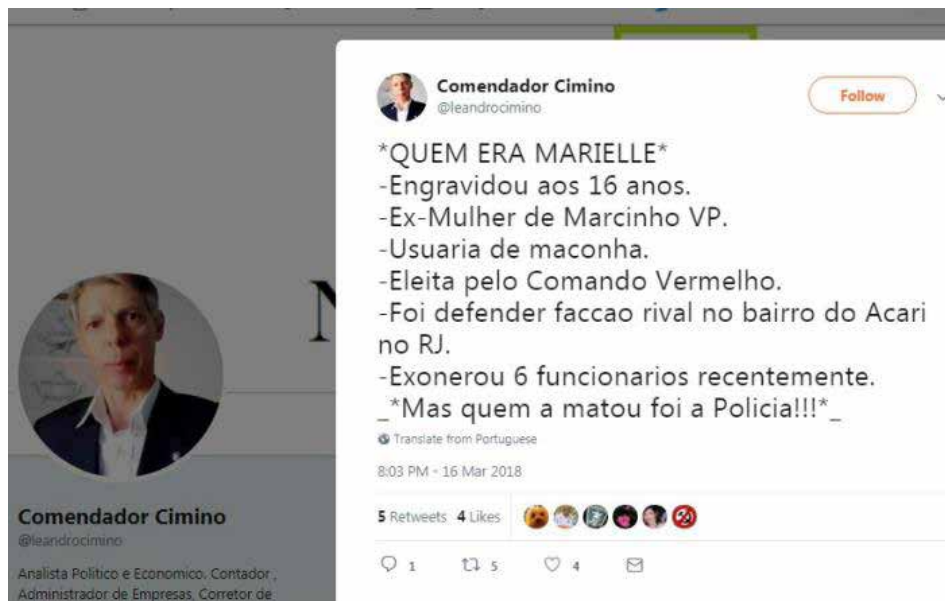 Comendador Cimino
@leandrocimino
Follow
*QUEM ERA MARIELLE*
-Engravidou aos 16 anos.
-Ex-Mulher de Marcinho VP.
-Usuaria de maconha.
-Eleita pelo Comando Vermelho.
-Foi defender faccao rival no bairro do Acari
no RJ.
-Exonerou 6 funcionarios recentemente.
_*Mas quem a matou foi a Policia!!!*_
Translate from Portuguese
8:03 PM - 16 Mar 2018
5 Retweets 4 Likes
1 5 4
Comendador Cimino
@leandrocimino
Analista Politico e Economico. Contador ,
Administrador de Empresas, Corretor de